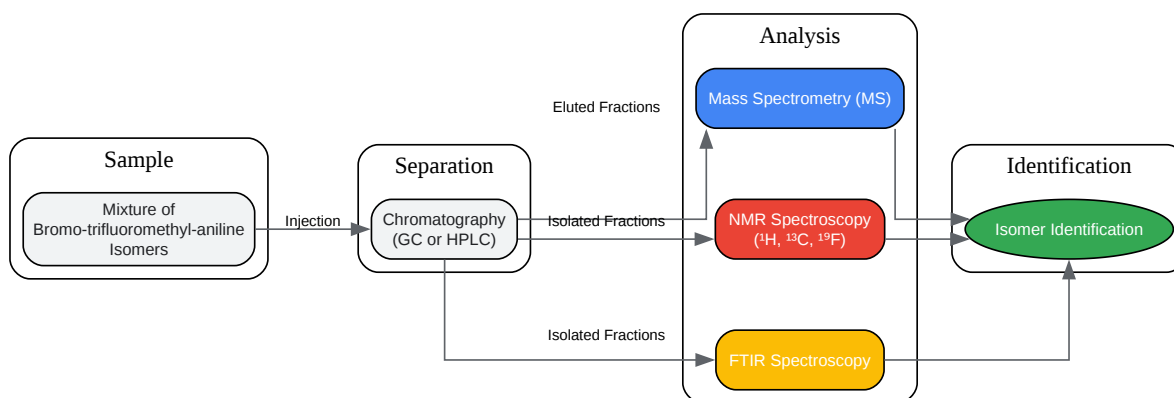 Sample
Mixture of
Bromo-trifluoromethyl-aniline
Isomers
Injection
Separation
Chromatography
(GC or HPLC)
Eluted Fractions
Isolated Fractions
Isolated Fractions
Analysis
Mass Spectrometry (MS)
NMR Spectroscopy
(¹H, ¹³C, ¹⁹F)
FTIR Spectroscopy
Identification
Isomer Identification